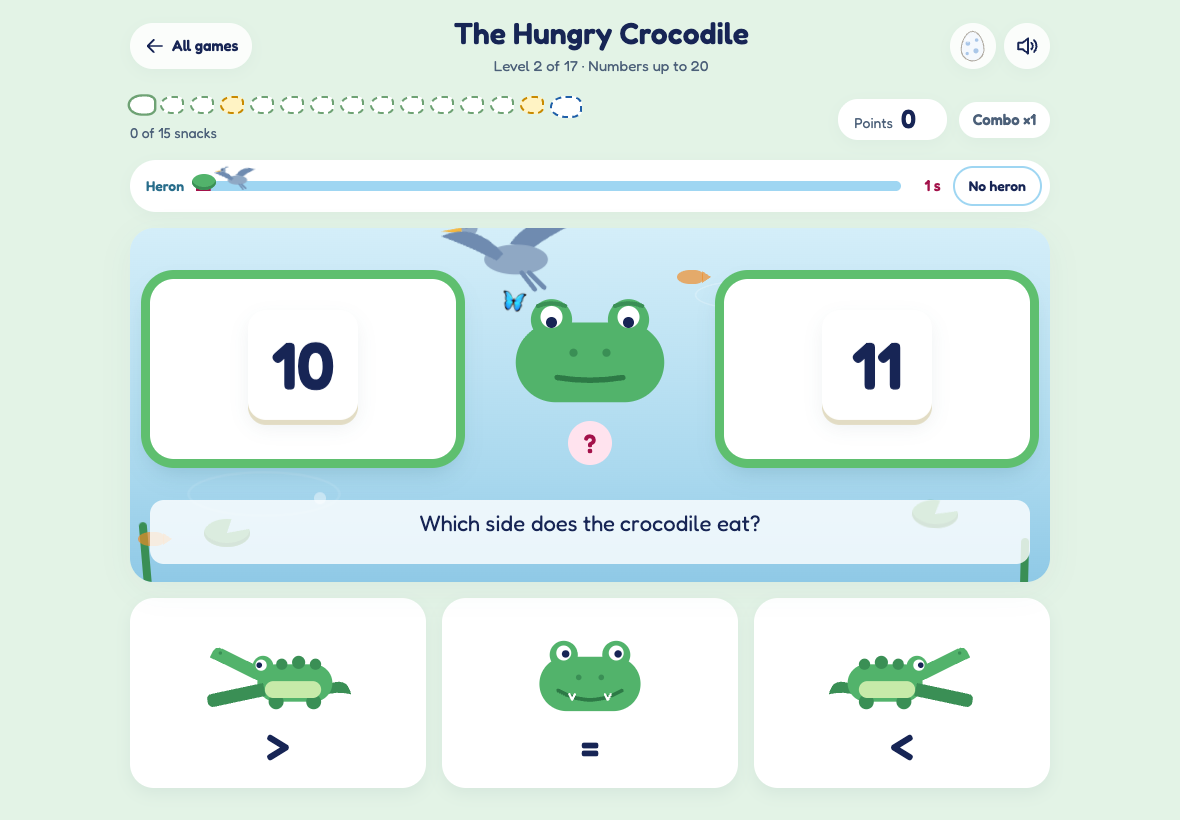 All games
The Hungry Crocodile
Level 2 of 17 · Numbers up to 20
0 of 15 snacks
Points 0
Combo ×1
Heron
1 s
No heron
10
11
?
Which side does the crocodile eat?
>
=
<